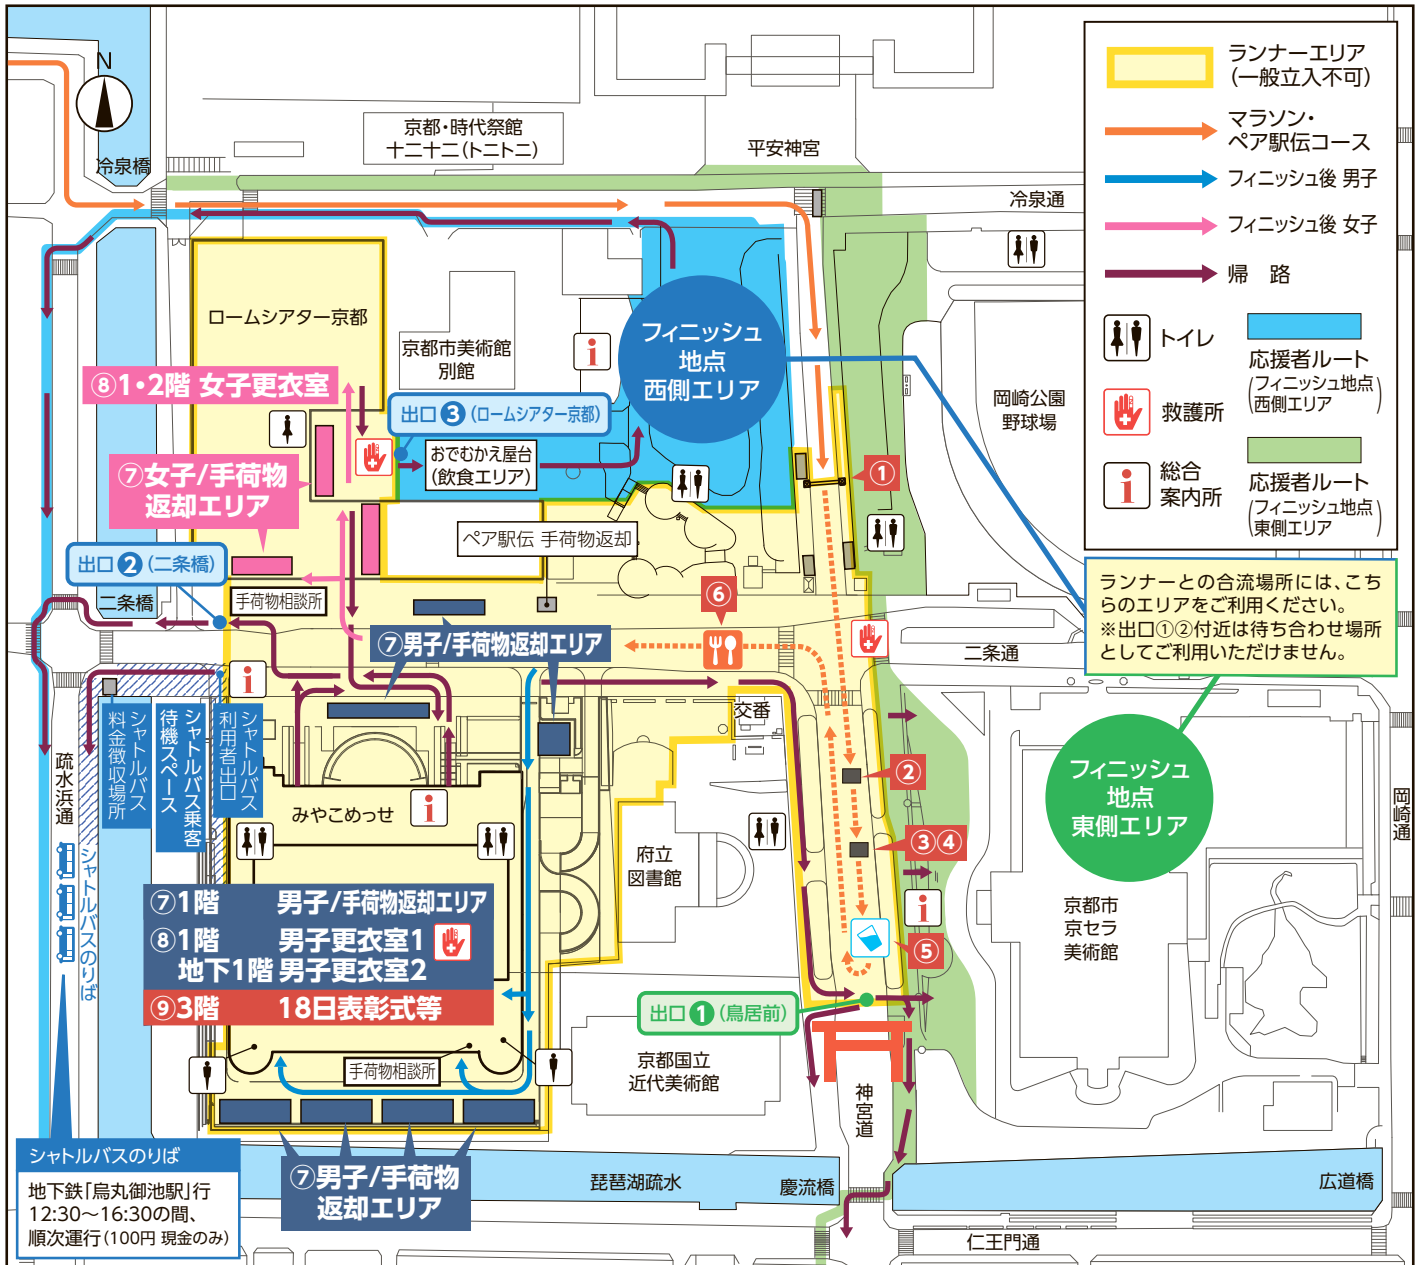 N
冷泉橋
京都・時代祭館
十二十二(トニトニ)
平安神宮
冷泉通
ランナーエリア
(一般立入不可)
マラソン・
ペア駅伝コース
フィニッシュ後 男子
フィニッシュ後 女子
帰　路
トイレ
救護所
総合
案内所
応援者ルート
(フィニッシュ地点
西側エリア)
応援者ルート
(フィニッシュ地点
東側エリア)
ロームシアター京都
京都市美術館
別館
フィニッシュ
地点
西側エリア
岡崎公園
野球場
⑧1・2階 女子更衣室
出口❸(ロームシアター京都)
おでむかえ屋台
(飲食エリア)
⑦女子/手荷物
返却エリア
①
ペア駅伝 手荷物返却
出口❷(二条橋)
二条橋
手荷物相談所
⑥
⑦男子/手荷物返却エリア
二条通
ランナーとの合流場所には、こち
らのエリアをご利用ください。
※出口①②付近は待ち合わせ場所
としてご利用いただけません。
交番
シャトルバス
料金徴収場所
シャトルバス乗客
待機スペース
シャトルバス
利用者出口
疏水浜通
②
フィニッシュ
地点
東側エリア
岡崎通
みやこめっせ
③④
府立
図書館
シャトルバスのりば
⑦1階　男子/手荷物返却エリア
⑧1階　男子更衣室1
地下1階 男子更衣室2
⑨3階　18日表彰式等
⑤
京都市
京セラ
美術館
出口❶(鳥居前)
手荷物相談所
京都国立
近代美術館
神宮道
シャトルバスのりば
地下鉄「烏丸御池駅」行
12:30～16:30の間、
順次運行(100円 現金のみ)
⑦男子/手荷物
返却エリア
琵琶湖疏水
慶流橋
広道橋
仁王門通